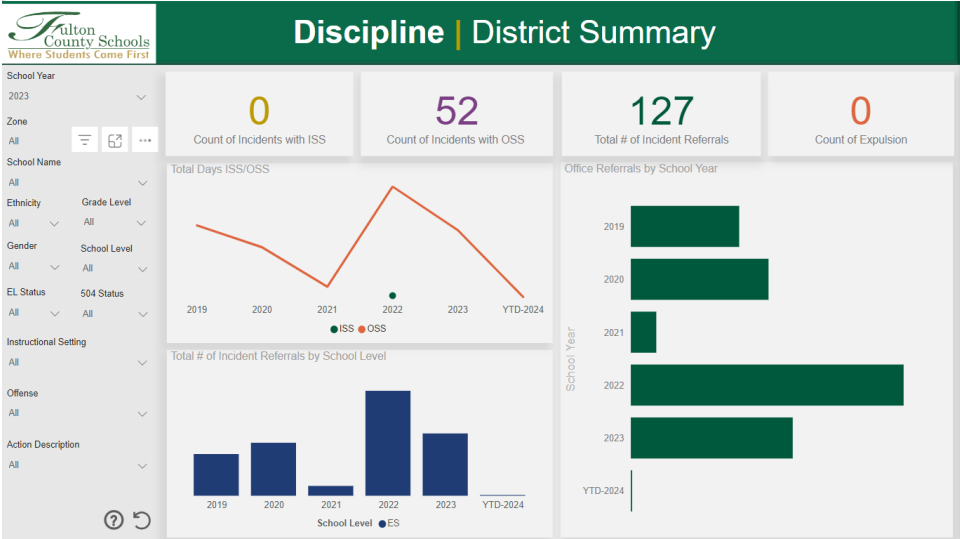 Fulton
County Schools
Where Students Come First
Discipline | District Summary
School Year
2023
Zone
All
School Name
All
Ethnicity Grade Level
All All
Gender School Level
All All
EL Status 504 Status
All All
Instructional Setting
All
Offense
All
Action Description
All
0
Count of Incidents with ISS
52
Count of Incidents with OSS
127
Total # of Incident Referrals
0
Count of Expulsion
Total Days ISS/OSS
2019 2020 2021 2022 2023 YTD-2024
ISS OSS
Total # of Incident Referrals by School Level
2019 2020 2021 2022 2023 YTD-2024
School Level ES
Office Referrals by School Year
School Year
2019
2020
2021
2022
2023
YTD-2024